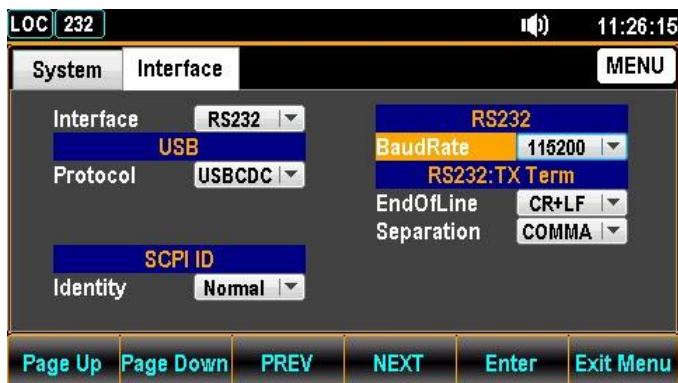 LOC 232 11:26:15
System Interface MENU
Interface RS232
USB
Protocol USBCDC
SCPI ID
Identity Normal
RS232
BaudRate 115200
RS232:TX Term
EndOfLine CR+LF
Separation COMMA
Page Up Page Down PREV NEXT Enter Exit Menu